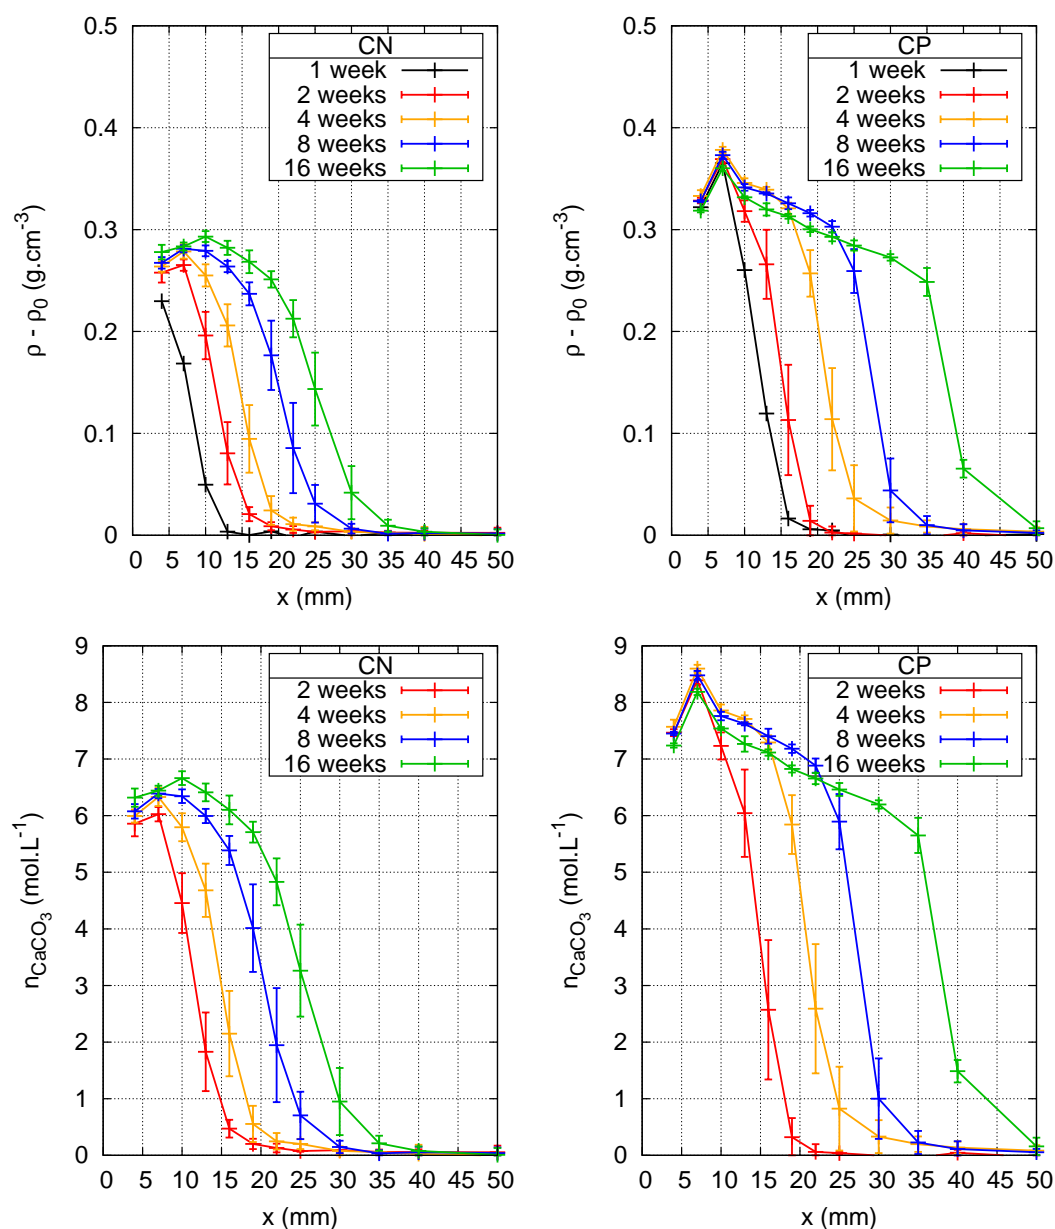 0.5
0.4
0.3
0.2
0.1
0
ρ - ρ0 (g.cm-3)
CN
1 week
2 weeks
4 weeks
8 weeks
16 weeks
0 5 10 15 20 25 30 35 40 45 50
x (mm)
0.5
0.4
0.3
0.2
0.1
0
ρ - ρ0 (g.cm-3)
CP
1 week
2 weeks
4 weeks
8 weeks
16 weeks
0 5 10 15 20 25 30 35 40 45 50
x (mm)
9
8
7
6
5
4
3
2
1
0
nCaCO3 (mol.L-1)
CN
2 weeks
4 weeks
8 weeks
16 weeks
0 5 10 15 20 25 30 35 40 45 50
x (mm)
9
8
7
6
5
4
3
2
1
0
nCaCO3 (mol.L-1)
CP
2 weeks
4 weeks
8 weeks
16 weeks
0 5 10 15 20 25 30 35 40 45 50
x (mm)